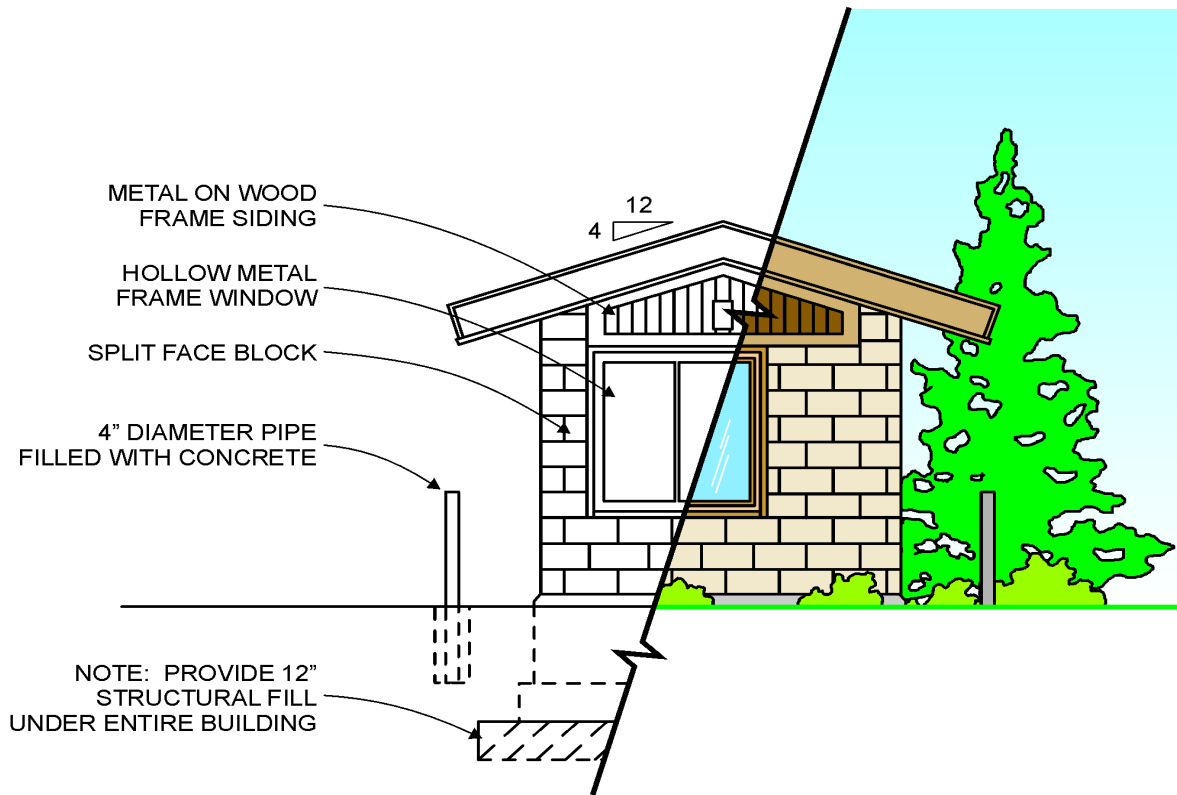 METAL ON WOOD
FRAME SIDING
12
4
HOLLOW METAL
FRAME WINDOW
SPLIT FACE BLOCK
4” DIAMETER PIPE
FILLED WITH CONCRETE
NOTE: PROVIDE 12”
STRUCTURAL FILL
UNDER ENTIRE BUILDING